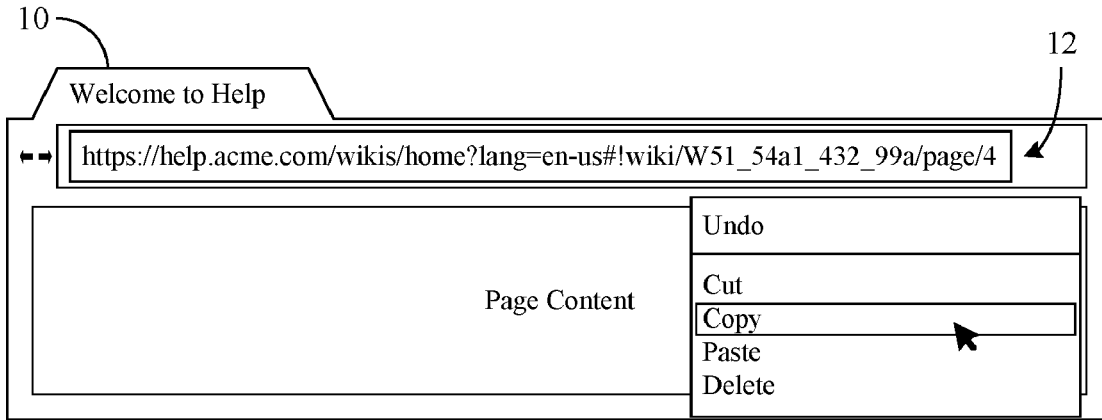 10
12
Welcome to Help
https://help.acme.com/wikis/home?lang=en-us#!wiki/W51_54a1_432_99a/page/4
Undo
Page Content
Cut
Copy
Paste
Delete